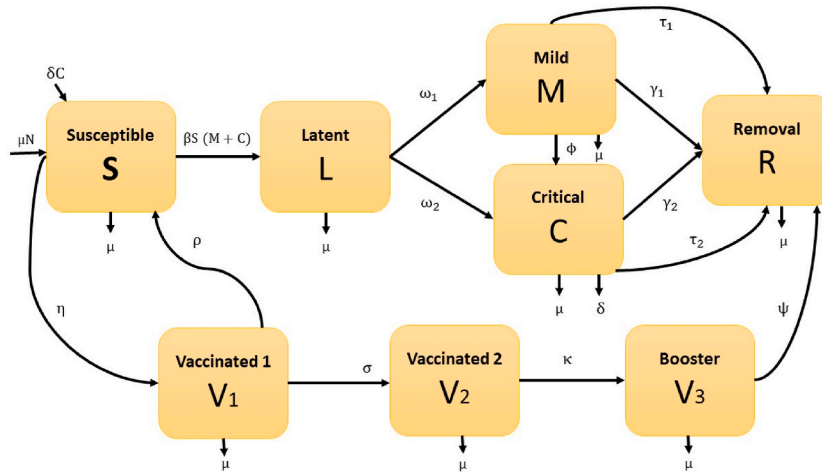 δC
μN
Susceptible
S
βS (M + C)
Latent
L
ω1
ω2
Mild
M
τ1
γ1
ϕ
μ
Critical
C
γ2
τ2
Removal
R
μ
μ
μ
μ
δ
ρ
η
ψ
Vaccinated 1
V1
σ
Vaccinated 2
V2
κ
Booster
V3
μ
μ
μ